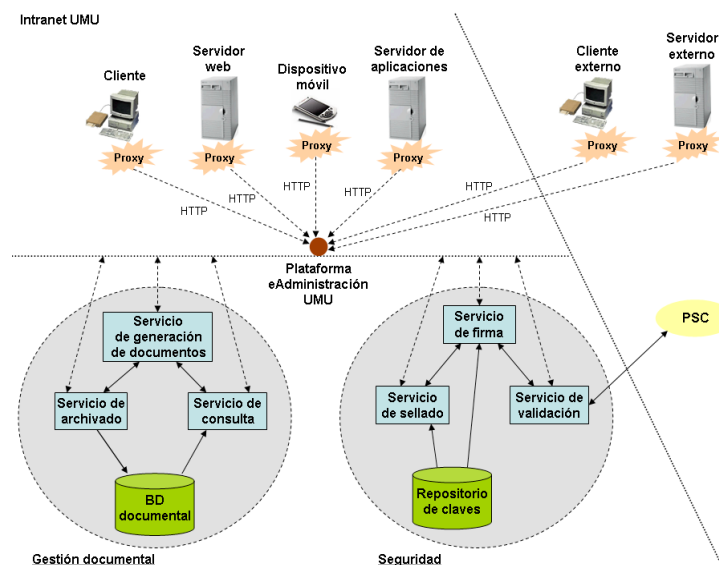 Intranet UMU
Cliente
Servidor
web
Dispositivo
móvil
Servidor de
aplicaciones
Cliente
externo
Servidor
externo
Proxy
Proxy
Proxy
Proxy
Proxy
Proxy
HTTP
HTTP
HTTP
HTTP
HTTP
HTTP
Plataforma
eAdministración
UMU
Servicio
de generación
de documentos
Servicio de
archivado
Servicio de
consulta
BD
documental
Gestión documental
Servicio
de firma
Servicio
de sellado
Servicio de
validación
Repositorio
de claves
Seguridad
PSC